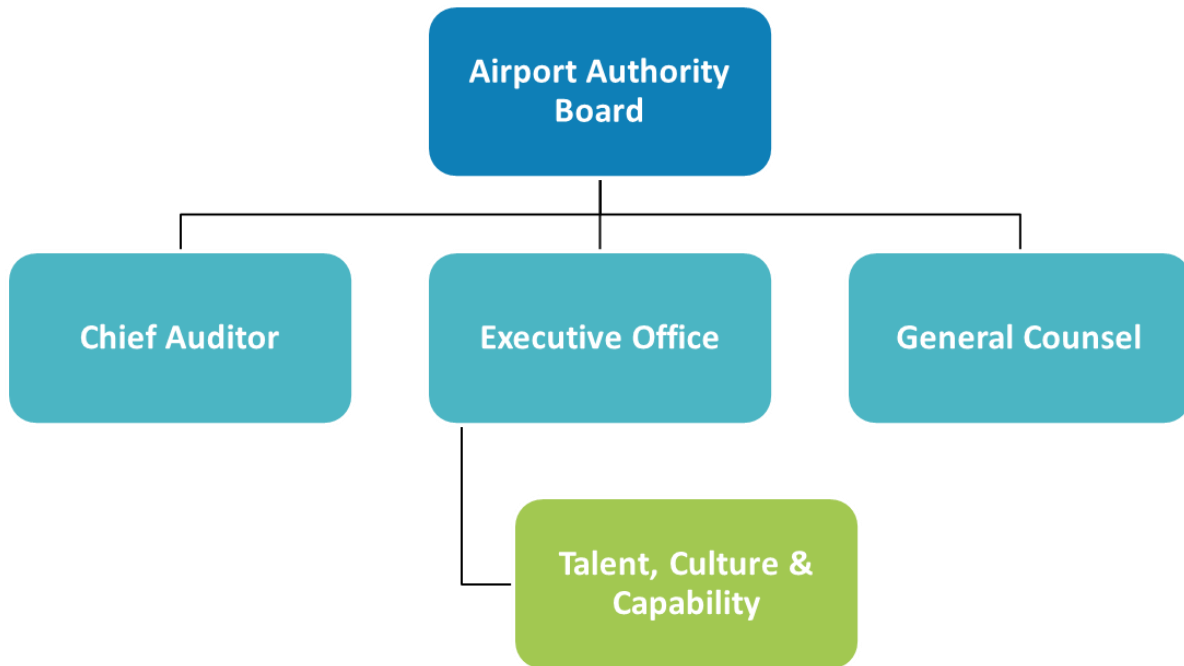 Airport Authority
Board
Chief Auditor
Executive Office
General Counsel
Talent, Culture &
Capability